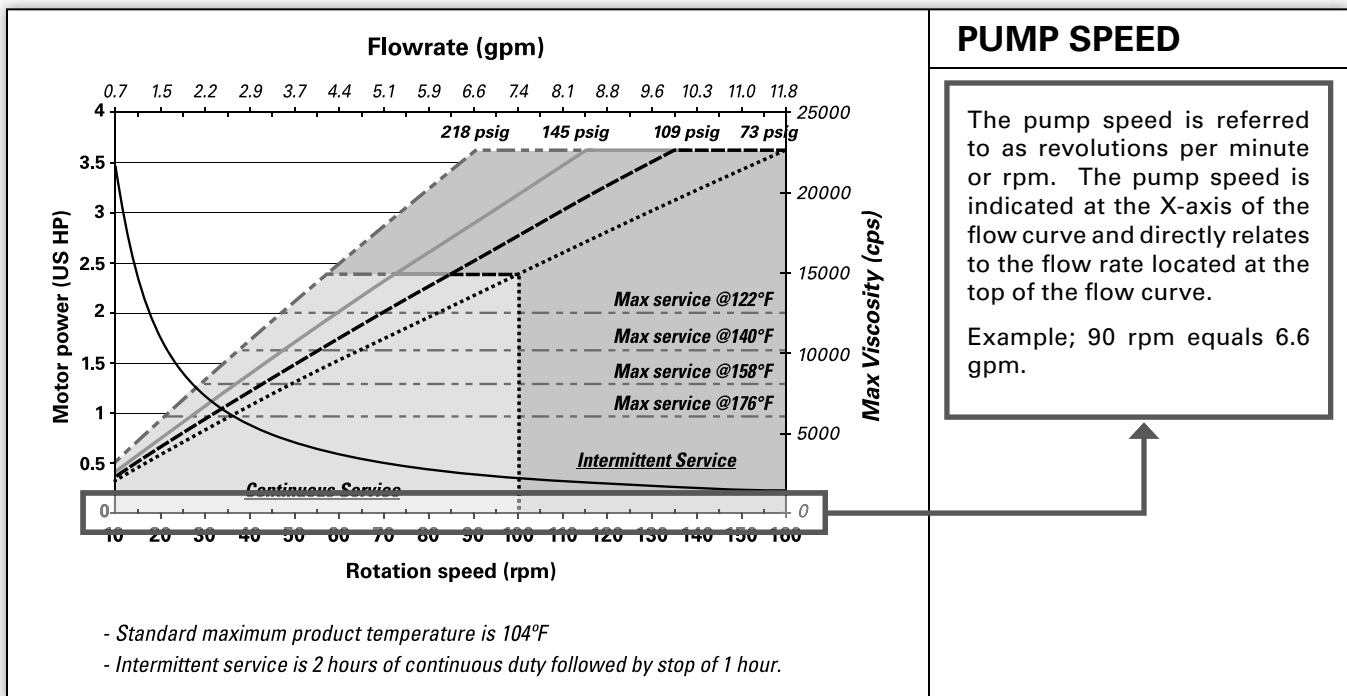 Flowrate (gpm)
0.7 1.5 2.2 2.9 3.7 4.4 5.1 5.9 6.6 7.4 8.1 8.8 9.6 10.3 11.0 11.8
218 psig 145 psig 109 psig 73 psig
4
3.5
3
2.5
2
1.5
1
0.5
0
Motor power (US HP)
25000
20000
15000
10000
5000
0
Max Viscosity (cps)
Max service @122°F
Max service @140°F
Max service @158°F
Max service @176°F
Intermittent Service
Continuous Service
10 20 30 40 50 60 70 80 90 100 110 120 130 140 150 160
Rotation speed (rpm)
- Standard maximum product temperature is 104ºF
- Intermittent service is 2 hours of continuous duty followed by stop of 1 hour.
PUMP SPEED
The pump speed is referred
to as revolutions per minute
or rpm. The pump speed is
indicated at the X-axis of the
flow curve and directly relates
to the flow rate located at the
top of the flow curve.
Example; 90 rpm equals 6.6
gpm.